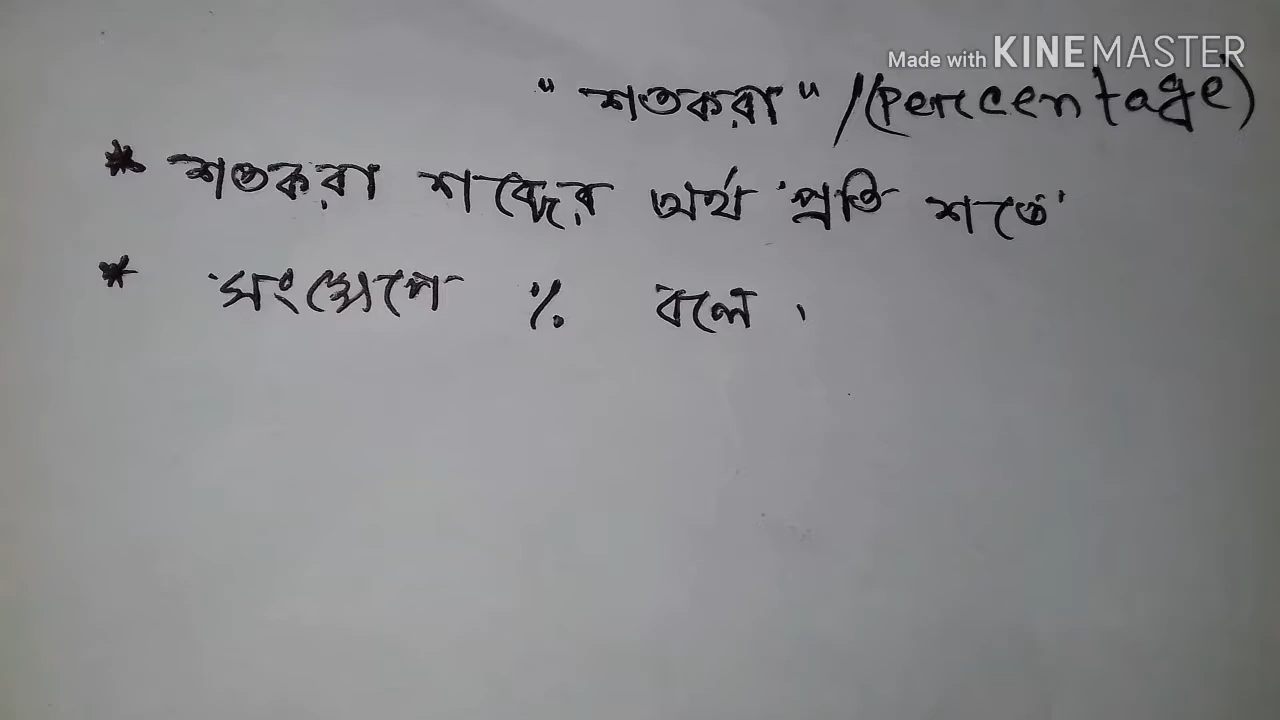 Made with KINEMASTER
"শতকরা" /(Percentage)
* শতকরা শব্দের অর্থ 'প্রতি শতে'
* সংক্ষেপে % বলে ।